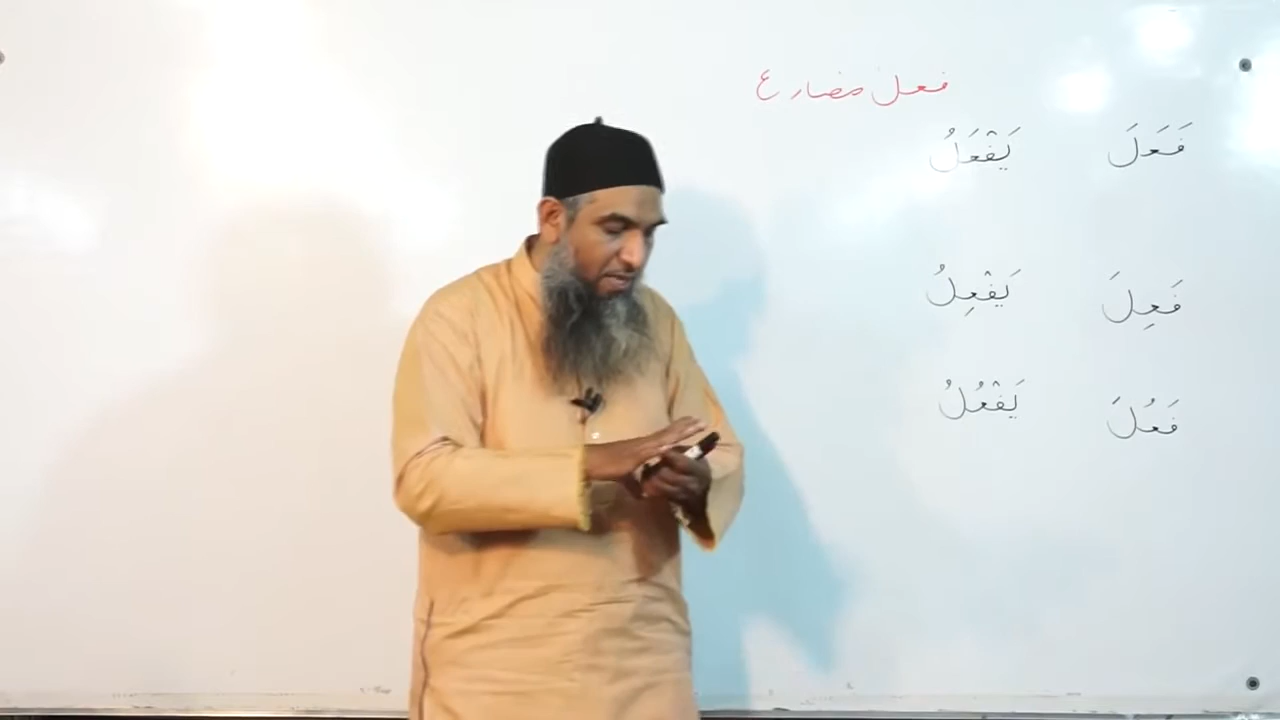 فعل مضارع
فَعَلَ يَفْعَلُ
فَعِلَ يَفْعِلُ
فَعُلَ يَفْعُلُ